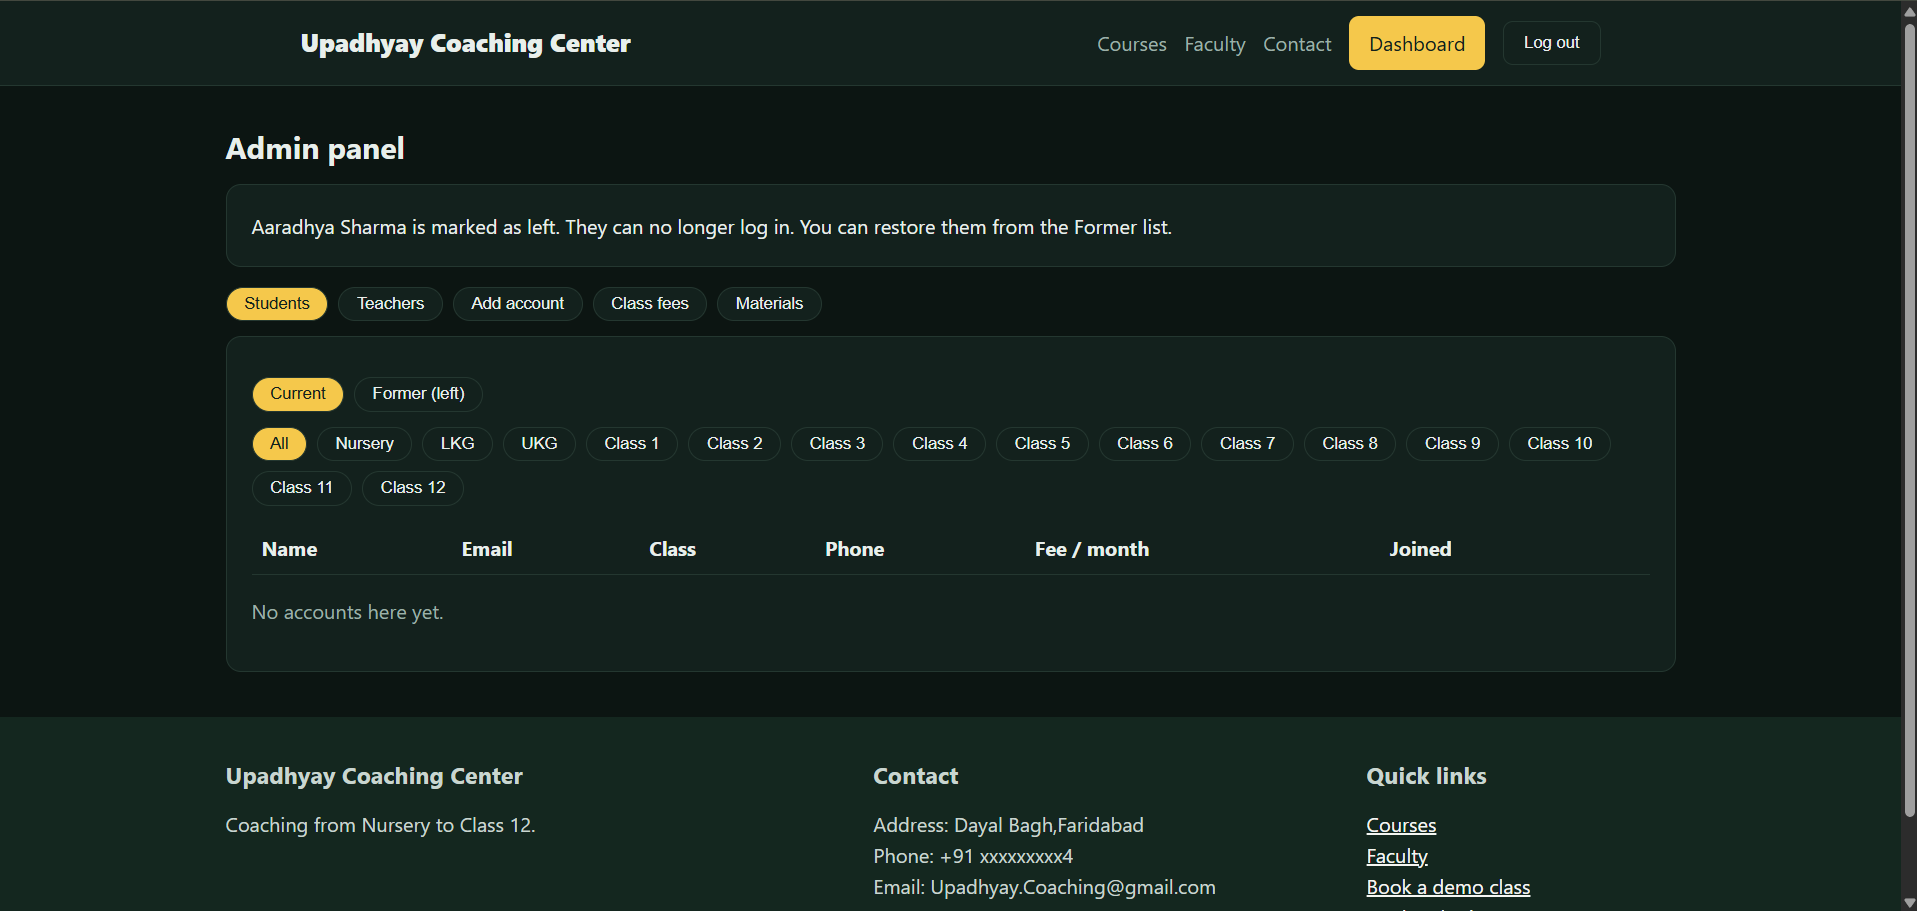 Upadhyay Coaching Center
Courses Faculty Contact Dashboard Log out
Admin panel
Aaradhya Sharma is marked as left. They can no longer log in. You can restore them from the Former list.
Students Teachers Add account Class fees Materials
Current Former (left)
All Nursery LKG UKG Class 1 Class 2 Class 3 Class 4 Class 5 Class 6 Class 7 Class 8 Class 9 Class 10
Class 11 Class 12
Name Email Class Phone Fee / month Joined
No accounts here yet.
Upadhyay Coaching Center
Coaching from Nursery to Class 12.
Contact
Address: Dayal Bagh,Faridabad
Phone: +91 xxxxxxxxx4
Email: Upadhyay.Coaching@gmail.com
Quick links
Courses
Faculty
Book a demo class